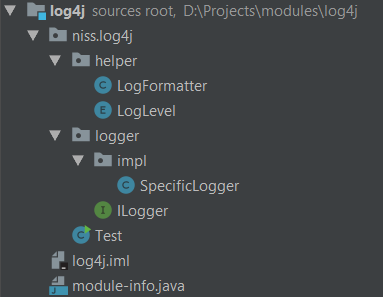 log4j sources root, D:\Projects\modules\log4j
niss.log4j
helper
LogFormatter
LogLevel
logger
impl
SpecificLogger
ILogger
Test
log4j.iml
module-info.java